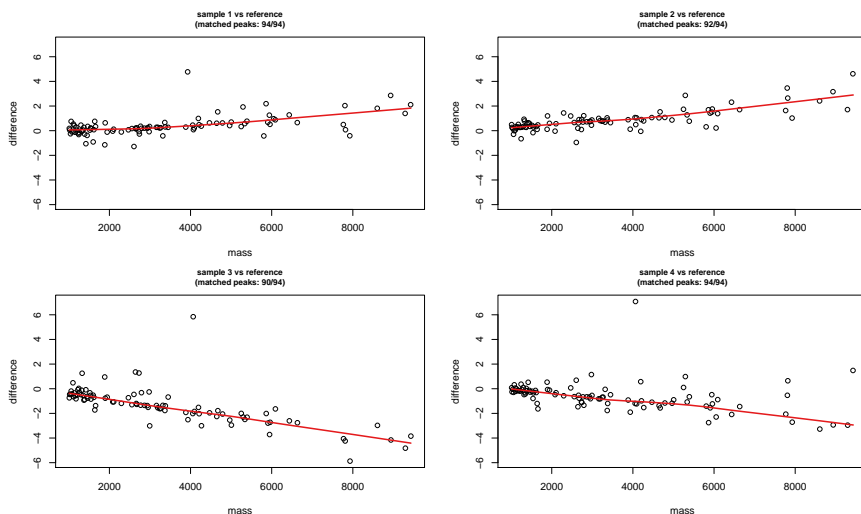 sample 1 vs reference
(matched peaks: 94/94)
difference
6
4
2
0
−2
−4
−6
2000 4000 6000 8000
mass
sample 2 vs reference
(matched peaks: 92/94)
difference
6
4
2
0
−2
−4
−6
2000 4000 6000 8000
mass
sample 3 vs reference
(matched peaks: 90/94)
difference
6
4
2
0
−2
−4
−6
2000 4000 6000 8000
mass
sample 4 vs reference
(matched peaks: 94/94)
difference
6
4
2
0
−2
−4
−6
2000 4000 6000 8000
mass